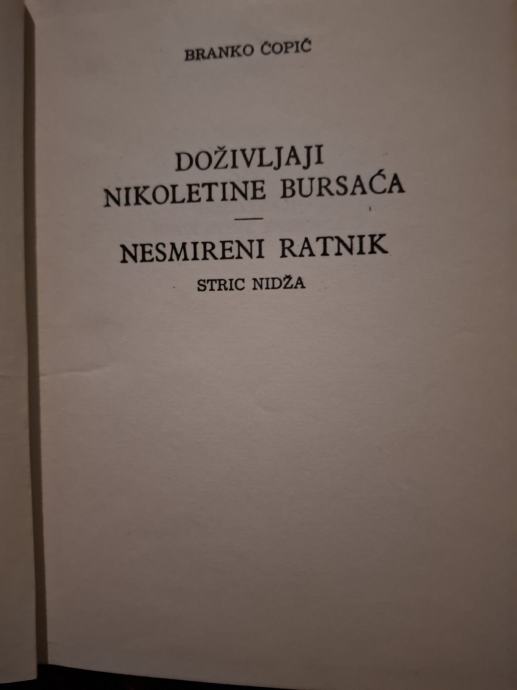 BRANKO ĆOPIĆ
DOŽIVLJAJI
NIKOLETINE BURSAĆA
NESMIRENI RATNIK
STRIC NIDŽA